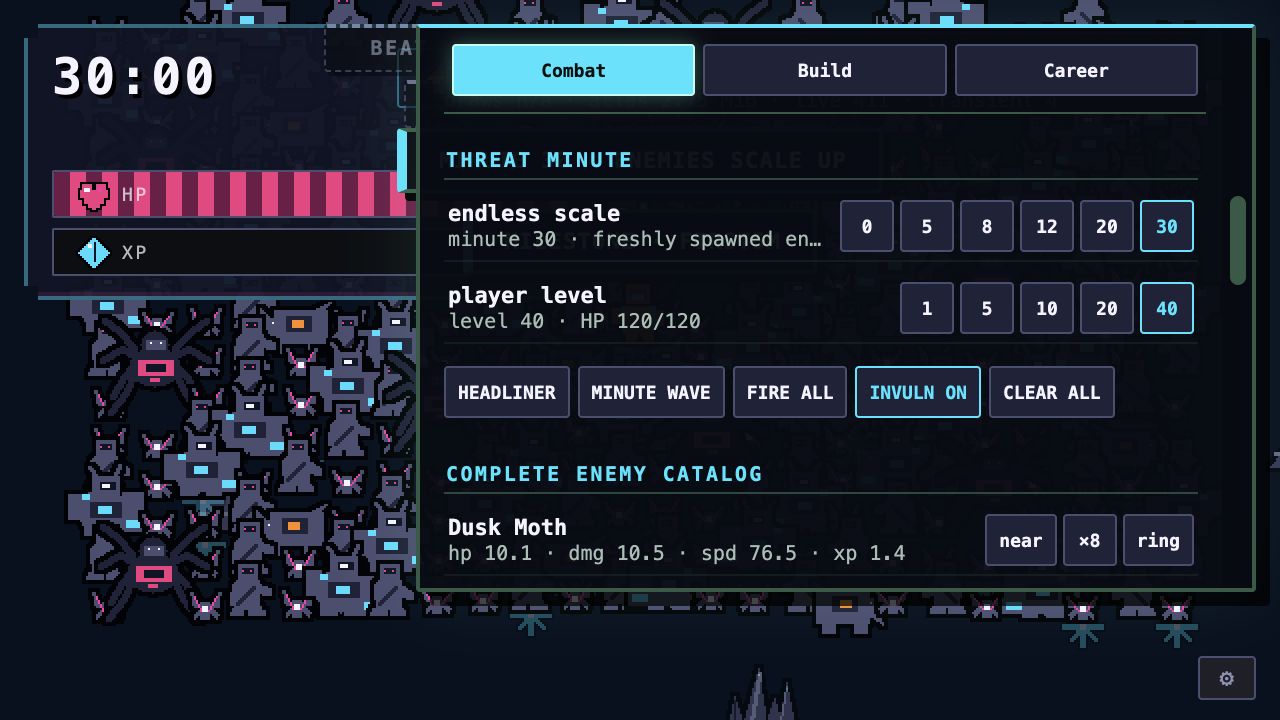 30:00
BEA
HP
XP
Combat
Build
Career
THREAT MINUTE
NEMIES SCALE UP
endless scale
minute 30 · freshly spawned en…
0
5
8
12
20
30
player level
level 40 · HP 120/120
1
5
10
20
40
HEADLINER
MINUTE WAVE
FIRE ALL
INVULN ON
CLEAR ALL
COMPLETE ENEMY CATALOG
Dusk Moth
hp 10.1 · dmg 10.5 · spd 76.5 · xp 1.4
near
×8
ring